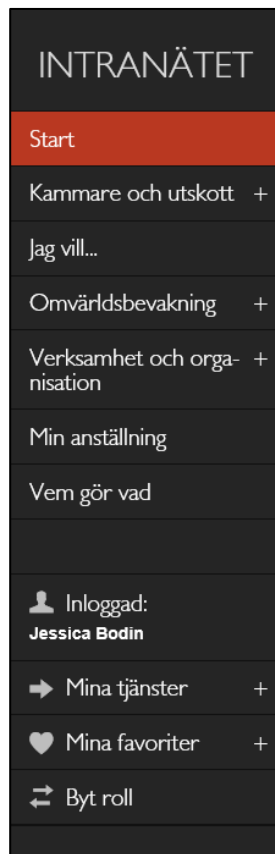 INTRANÄTET
Start
Kammare och utskott +
Jag vill...
Omvärldsbevakning +
Verksamhet och orga- +
nisation
Min anställning
Vem gör vad
Inloggad:
Jessica Bodin
Mina tjänster +
Mina favoriter +
Byt roll